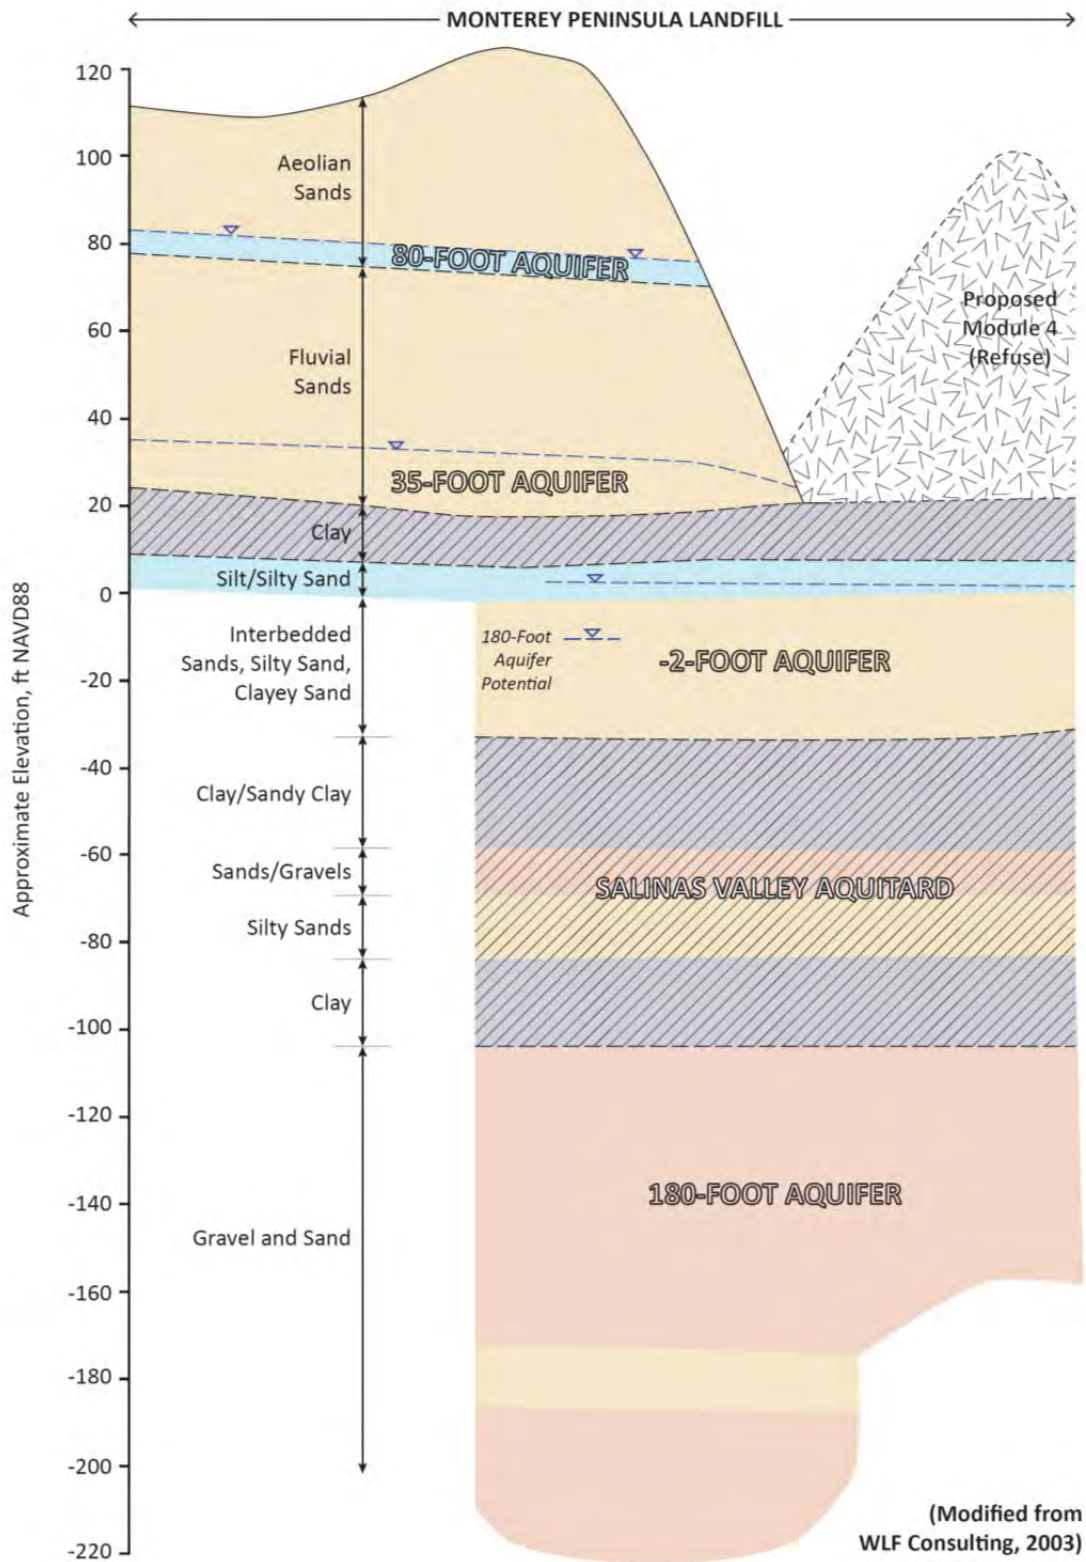 MONTEREY PENINSULA LANDFILL
120
100
80
60
40
20
0
-20
-40
-60
-80
-100
-120
-140
-160
-180
-200
-220
Approximate Elevation, ft NAVD88
Aeolian
Sands
80-FOOT AQUIFER
Fluvial
Sands
35-FOOT AQUIFER
Proposed
Module 4
(Refuse)
Clay
Silt/Silty Sand
Interbedded
Sands, Silty Sand,
Clayey Sand
180-Foot
Aquifer
Potential
-2-FOOT AQUIFER
Clay/Sandy Clay
Sands/Gravels
SALINAS VALLEY AQUITARD
Silty Sands
Clay
180-FOOT AQUIFER
Gravel and Sand
(Modified from
WLF Consulting, 2003)